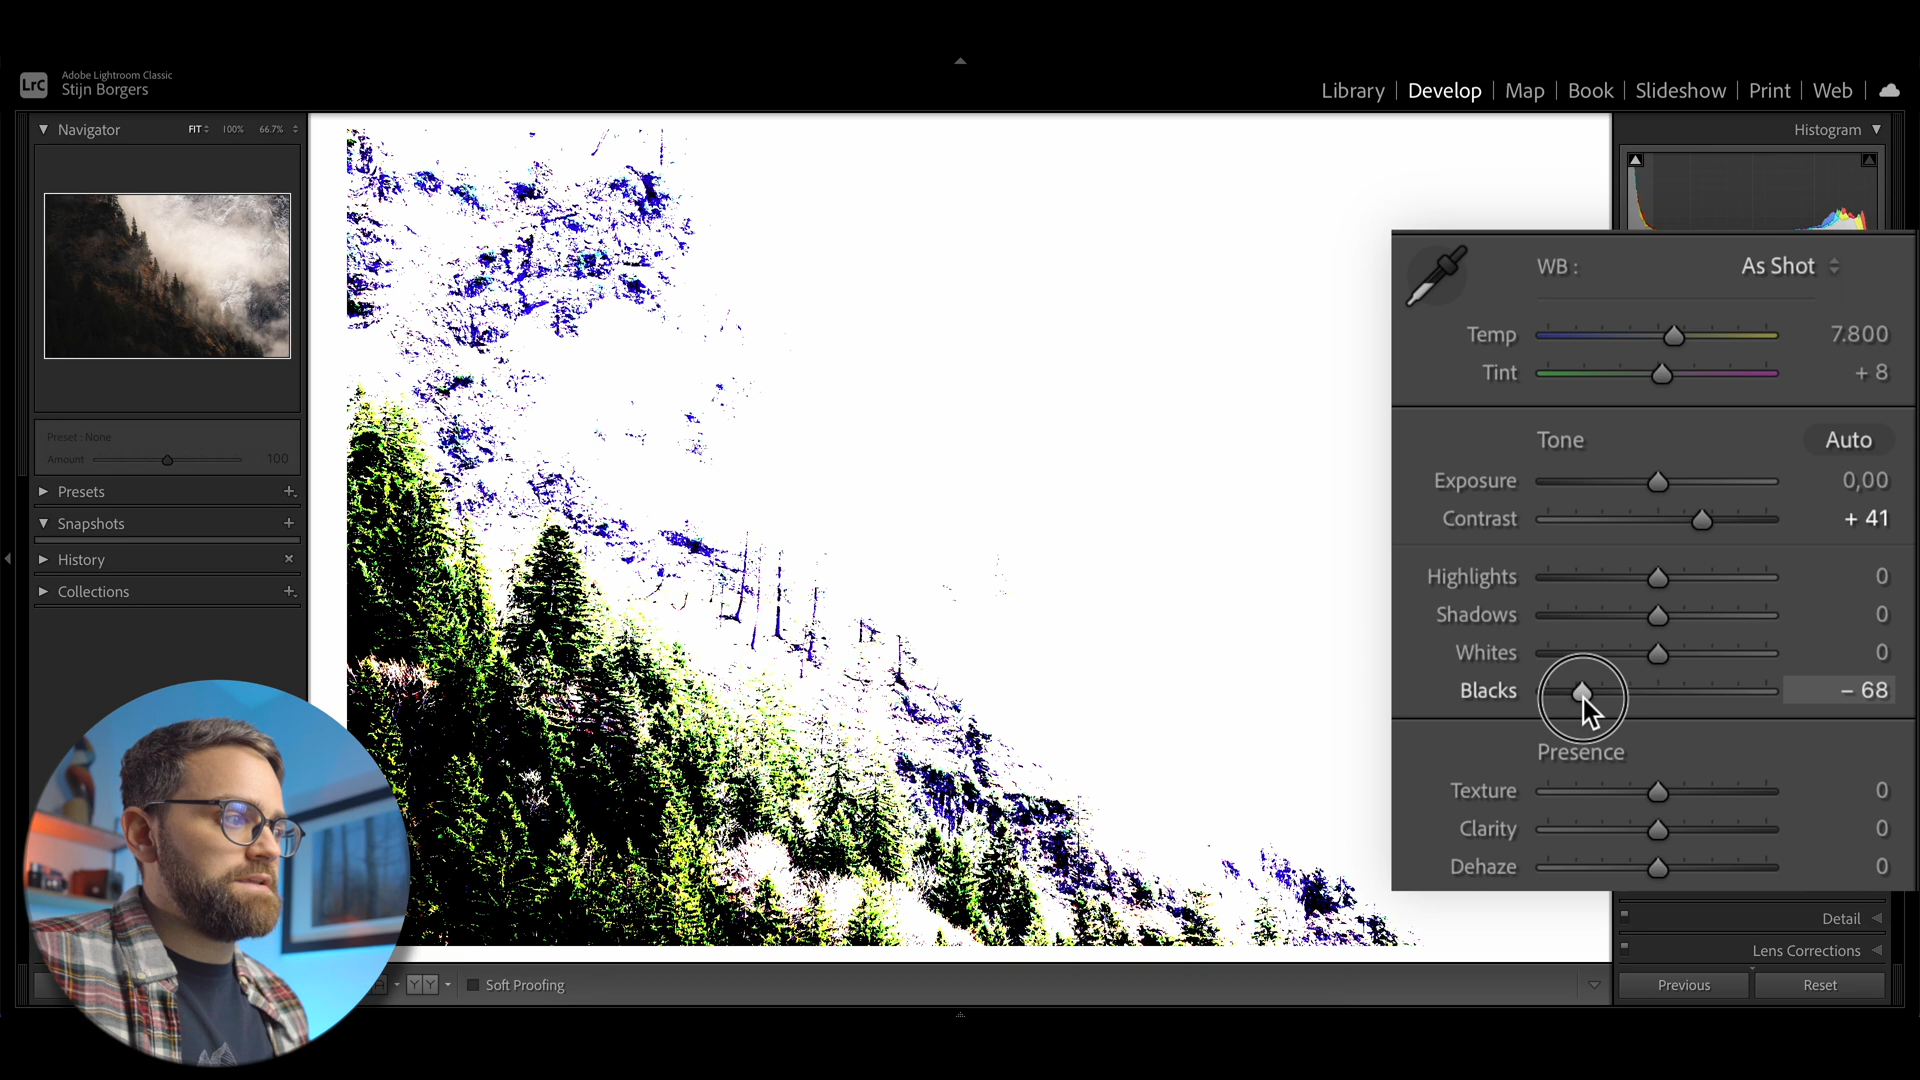 LrC
Adobe Lightroom Classic
Stijn Borgers
Library | Develop | Map | Book | Slideshow | Print | Web
Navigator FIT 100% 66.7%
Histogram
Preset : None
Amount 100
Presets
Snapshots
History
Collections
WB : As Shot
Temp 7.800
Tint + 8
Tone Auto
Exposure 0,00
Contrast + 41
Highlights 0
Shadows 0
Whites 0
Blacks – 68
Presence
Texture 0
Clarity 0
Dehaze 0
Detail
Lens Corrections
YY Soft Proofing
Previous Reset